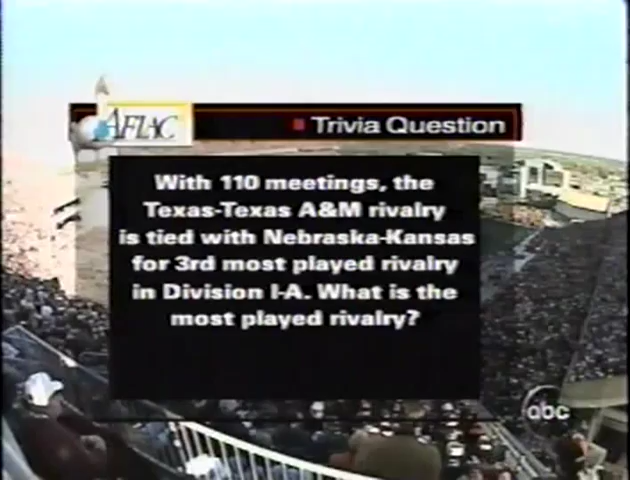 AFLAC
Trivia Question
With 110 meetings, the
Texas-Texas A&M rivalry
is tied with Nebraska-Kansas
for 3rd most played rivalry
in Division I-A. What is the
most played rivalry?
abc